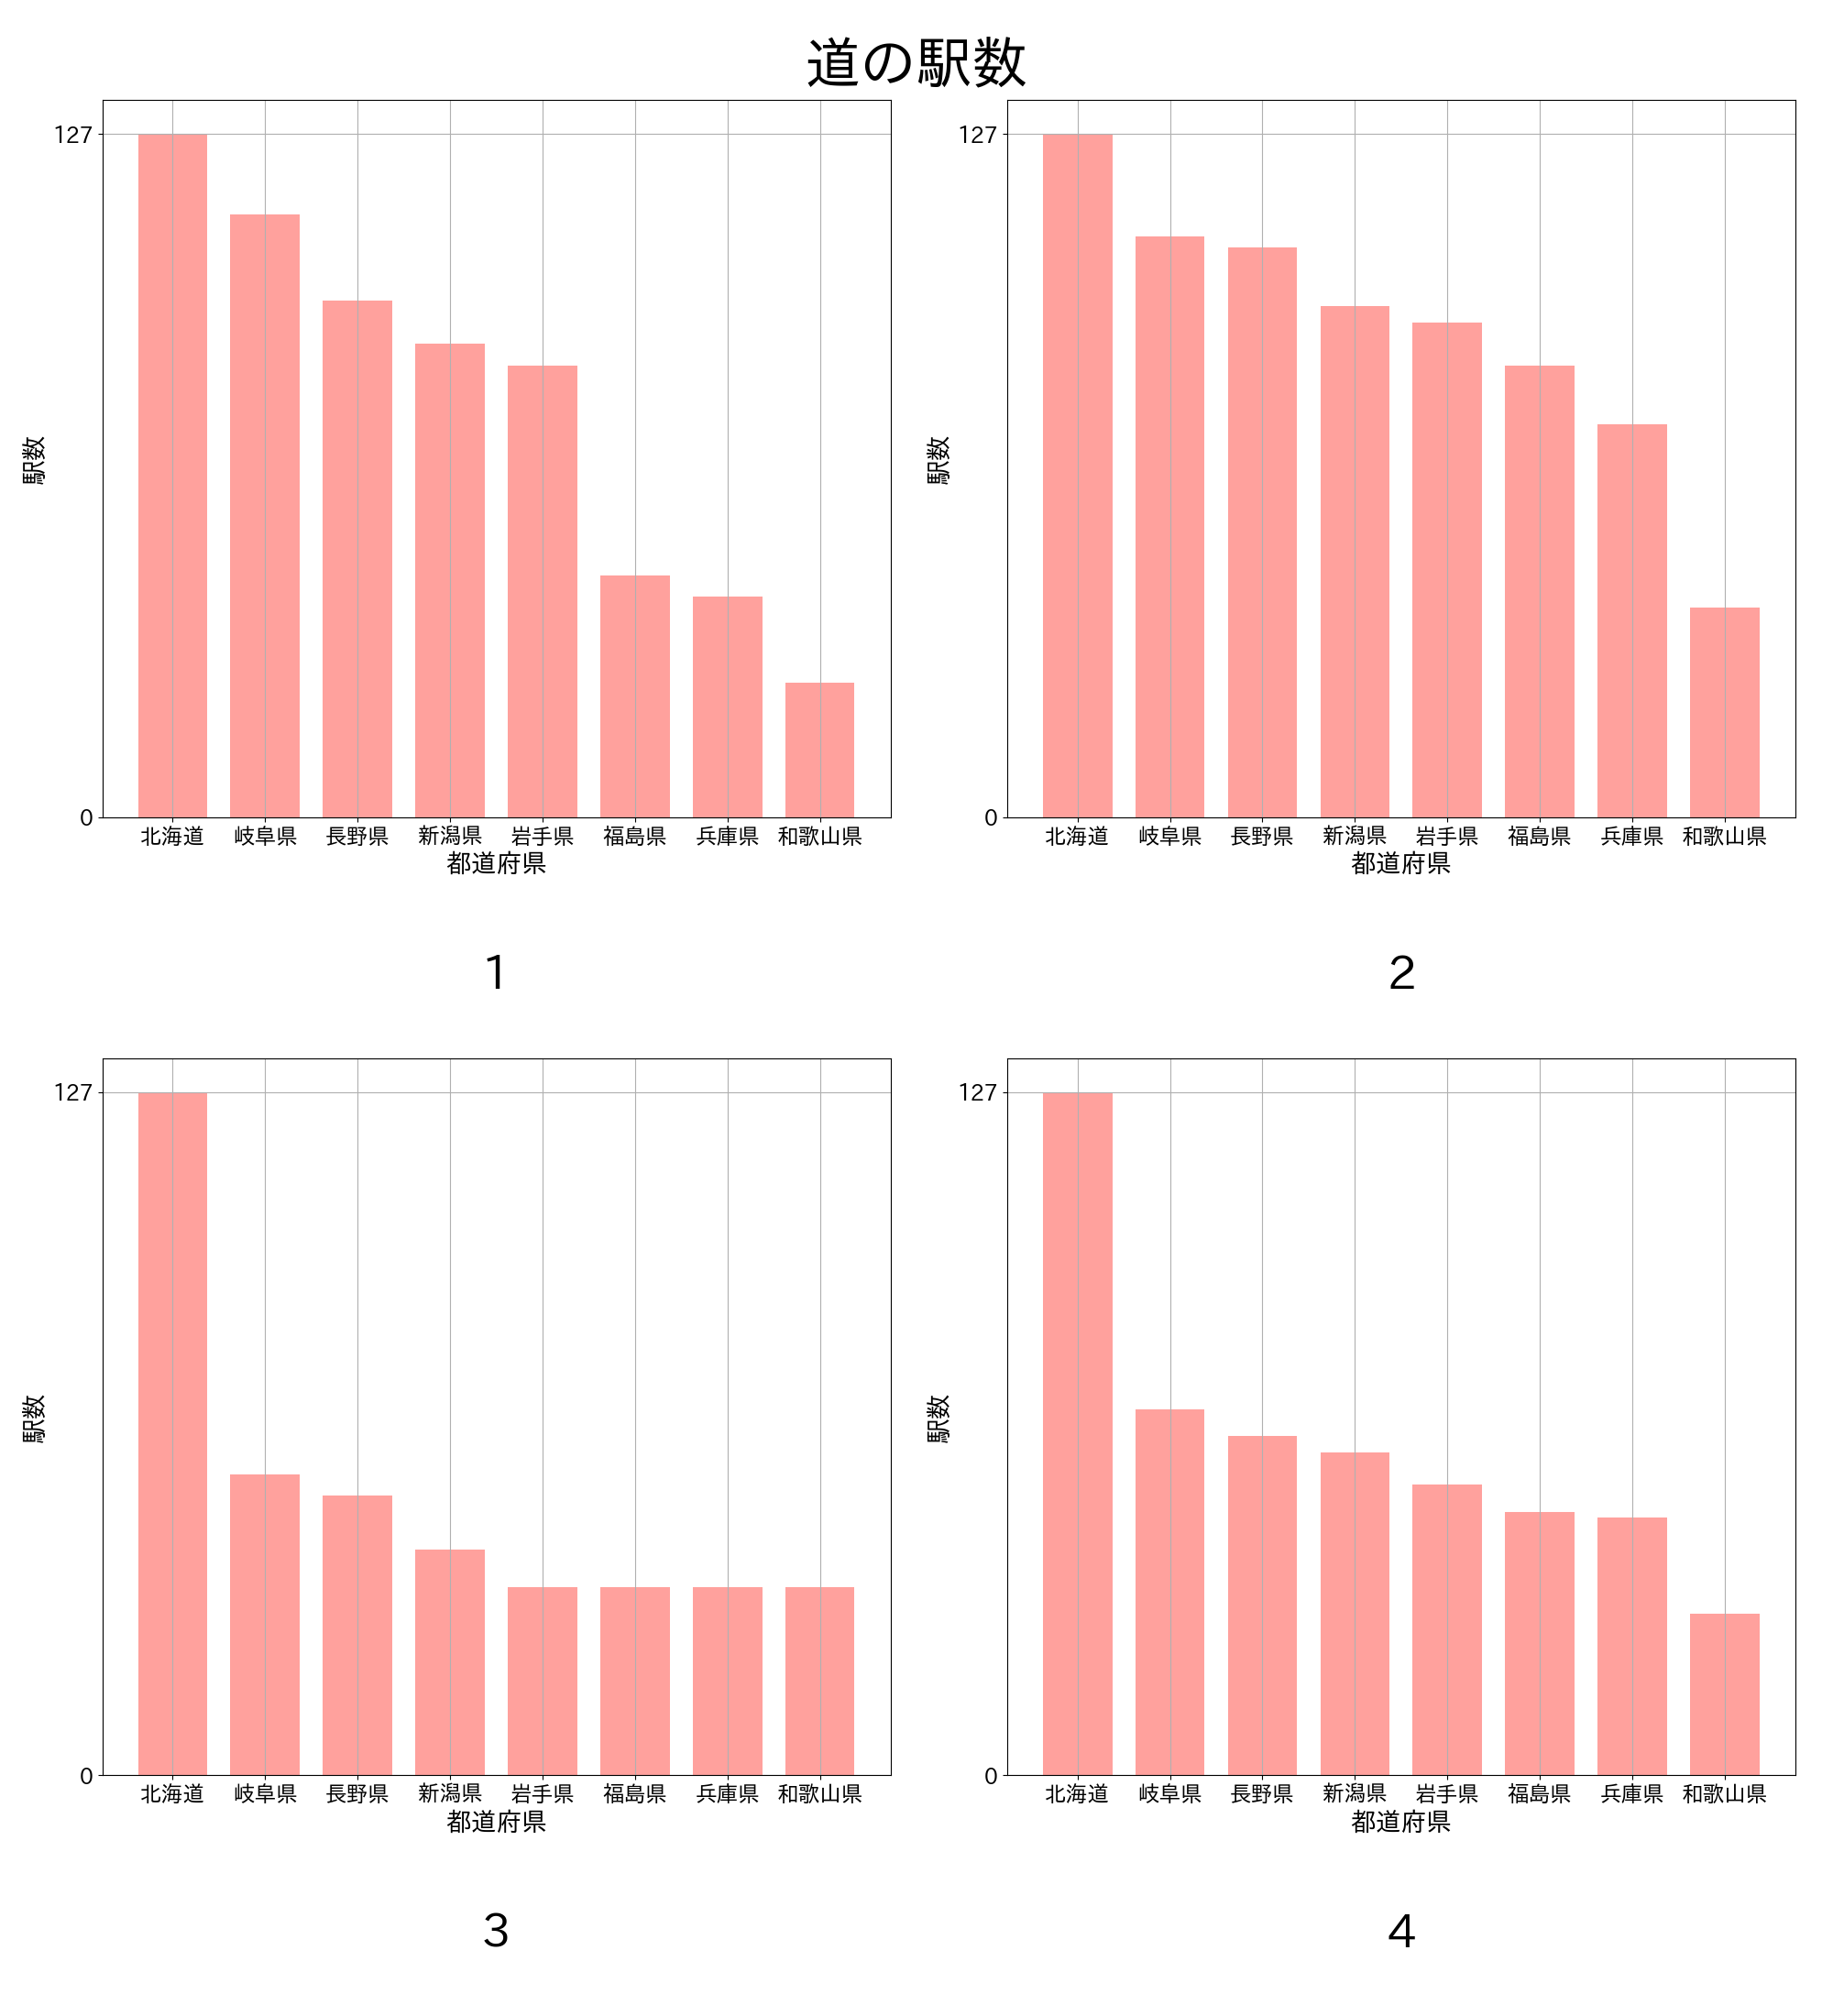 道の駅数
127
0
駅数
北海道 岐阜県 長野県 新潟県 岩手県 福島県 兵庫県 和歌山県
都道府県
1
127
0
駅数
北海道 岐阜県 長野県 新潟県 岩手県 福島県 兵庫県 和歌山県
都道府県
2
127
0
駅数
北海道 岐阜県 長野県 新潟県 岩手県 福島県 兵庫県 和歌山県
都道府県
3
127
0
駅数
北海道 岐阜県 長野県 新潟県 岩手県 福島県 兵庫県 和歌山県
都道府県
4